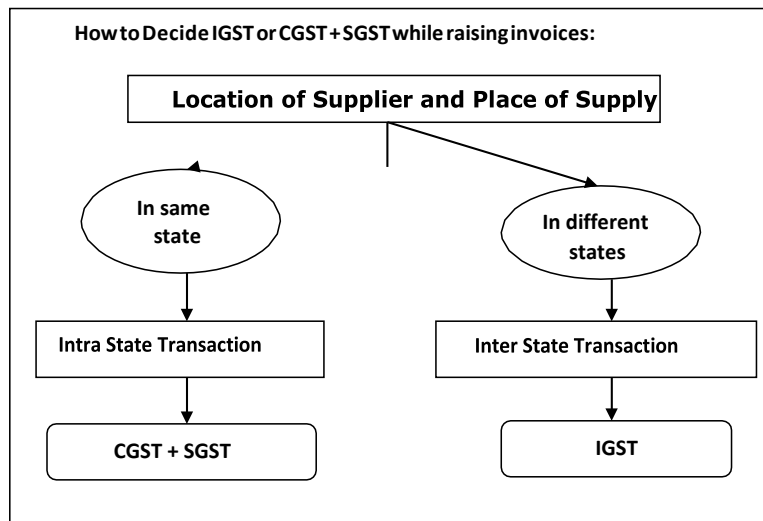 How to Decide IGST or CGST + SGST while raising invoices:
Location of Supplier and Place of Supply
In same
state
In different
states
Intra State Transaction
Inter State Transaction
CGST + SGST
IGST